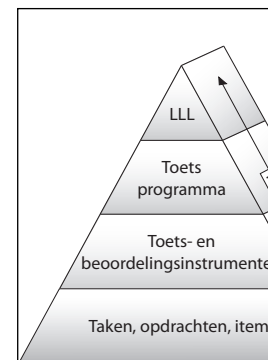 LLL
Toets
programma
Toets- en
beoordelingsinstrumente
Taken, opdrachten, item